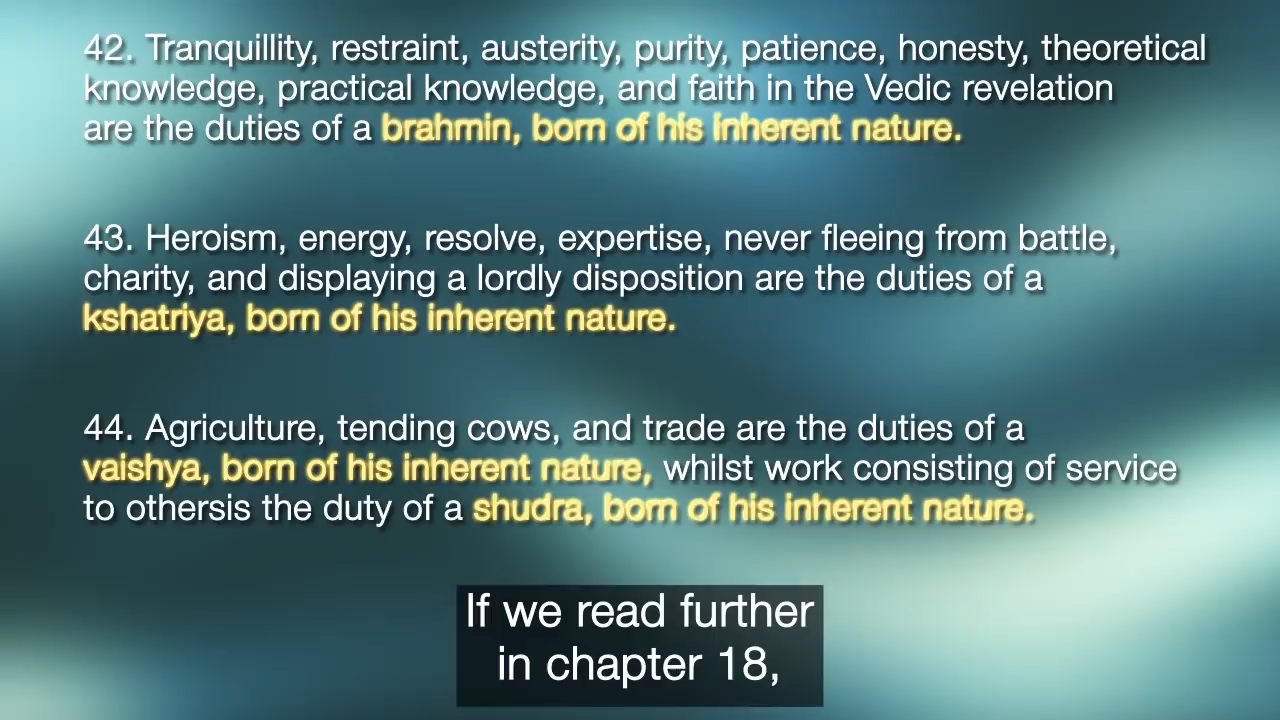 42. Tranquillity, restraint, austerity, purity, patience, honesty, theoretical
knowledge, practical knowledge, and faith in the Vedic revelation
are the duties of a brahmin, born of his inherent nature.
43. Heroism, energy, resolve, expertise, never fleeing from battle,
charity, and displaying a lordly disposition are the duties of a
kshatriya, born of his inherent nature.
44. Agriculture, tending cows, and trade are the duties of a
vaishya, born of his inherent nature, whilst work consisting of service
to othersis the duty of a shudra, born of his inherent nature.
If we read further
in chapter 18,